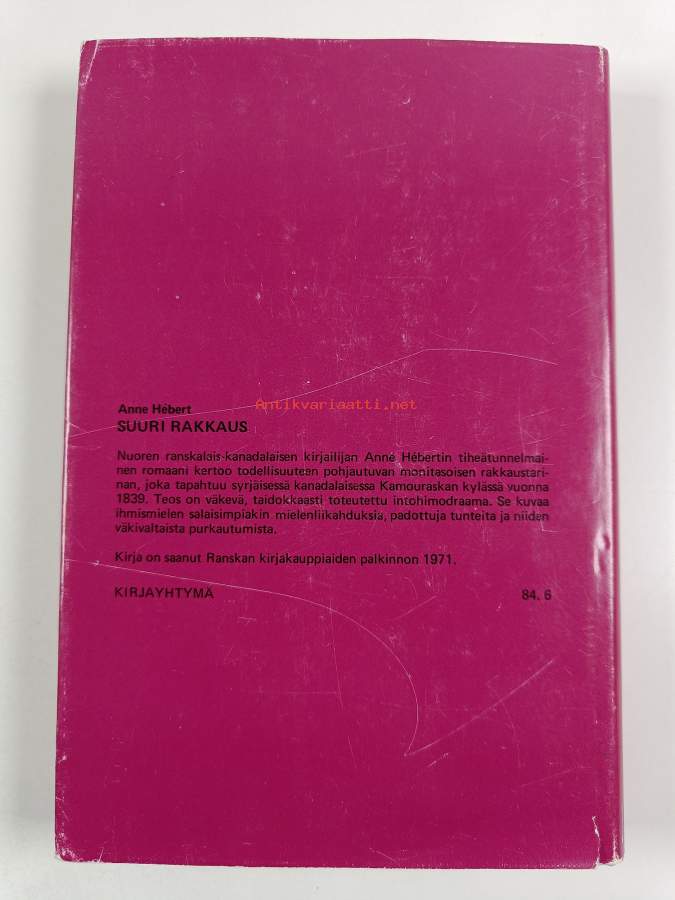 Anne Hébert
Antikvariaatti.net
SUURI RAKKAUS
Nuoren ranskalais-kanadalaisen kirjailijan Anne Hébertin tiheätunnelmai-
nen romaani kertoo todellisuuteen pohjautuvan monitasoisen rakkaustari-
nan, joka tapahtuu syrjäisessä kanadalaisessa Kamouraskan kylässä vuonna
1839. Teos on väkevä, taidokkaasti toteutettu intohimodraama. Se kuvaa
ihmismielen salaisimpiakin mielenliikahduksia, padottuja tunteita ja niiden
väkivaltaista purkautumista.
Kirja on saanut Ranskan kirjakauppiaiden palkinnon 1971.
KIRJAYHTYMÄ 84.6